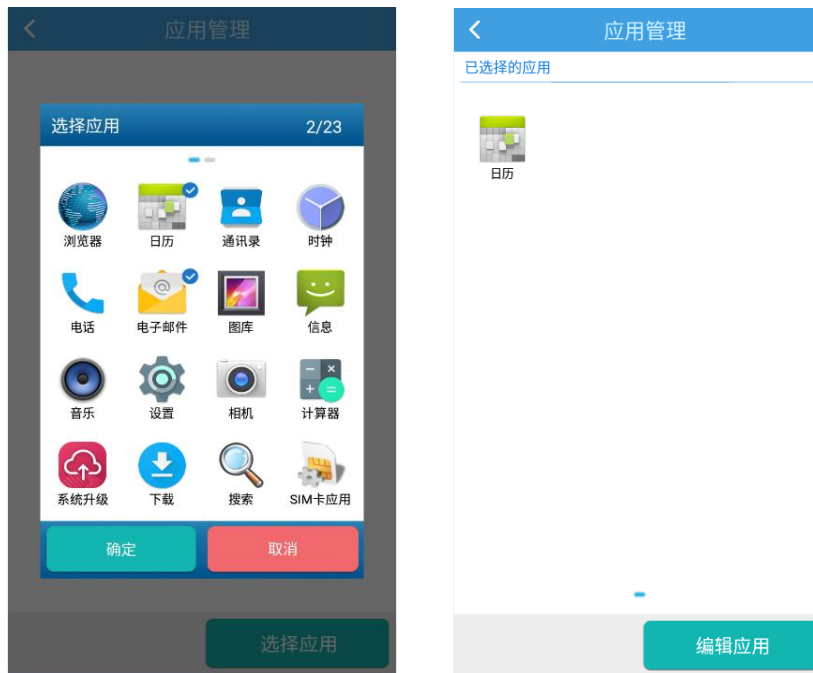 应用管理
选择应用 2/23
浏览器 日历 通讯录 时钟
电话 电子邮件 图库 信息
音乐 设置 相机 计算器
系统升级 下载 搜索 SIM卡应用
确定 取消
选择应用
应用管理
已选择的应用
日历
编辑应用